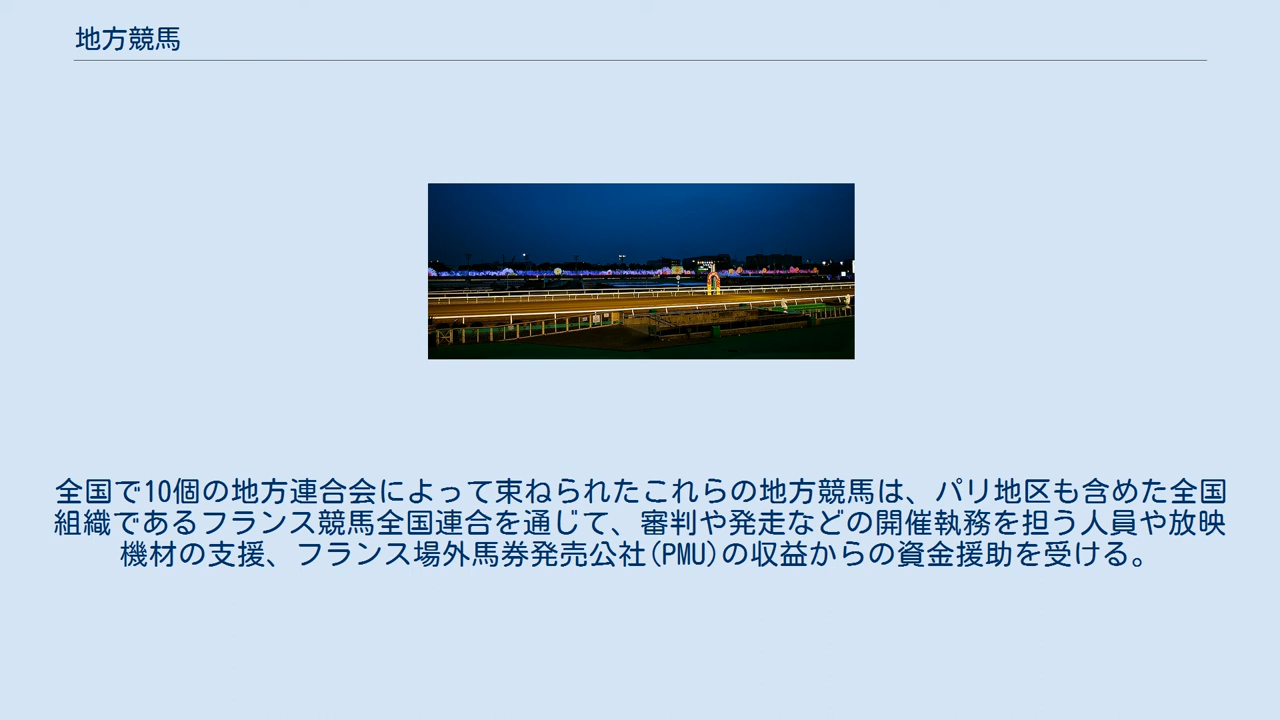 地方競馬
全国で10個の地方連合会によって束ねられたこれらの地方競馬は、パリ地区も含めた全国
組織であるフランス競馬全国連合を通じて、審判や発走などの開催執務を担う人員や放映
機材の支援、フランス場外馬券発売公社(PMU)の収益からの資金援助を受ける。